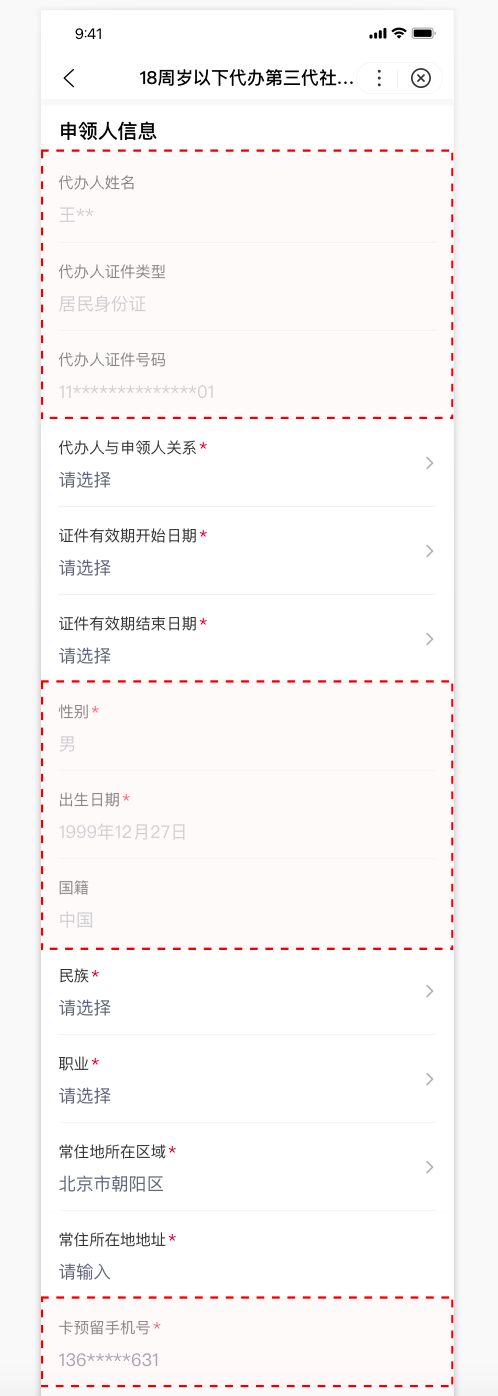 9:41
18周岁以下代办第三代社...
申领人信息
代办人姓名
王**
代办人证件类型
居民身份证
代办人证件号码
11**************01
代办人与申领人关系*
请选择
证件有效期开始日期*
请选择
证件有效期结束日期*
请选择
性别*
男
出生日期*
1999年12月27日
国籍
中国
民族*
请选择
职业*
请选择
常住地所在区域*
北京市朝阳区
常住所在地地址*
请输入
卡预留手机号*
136*****631